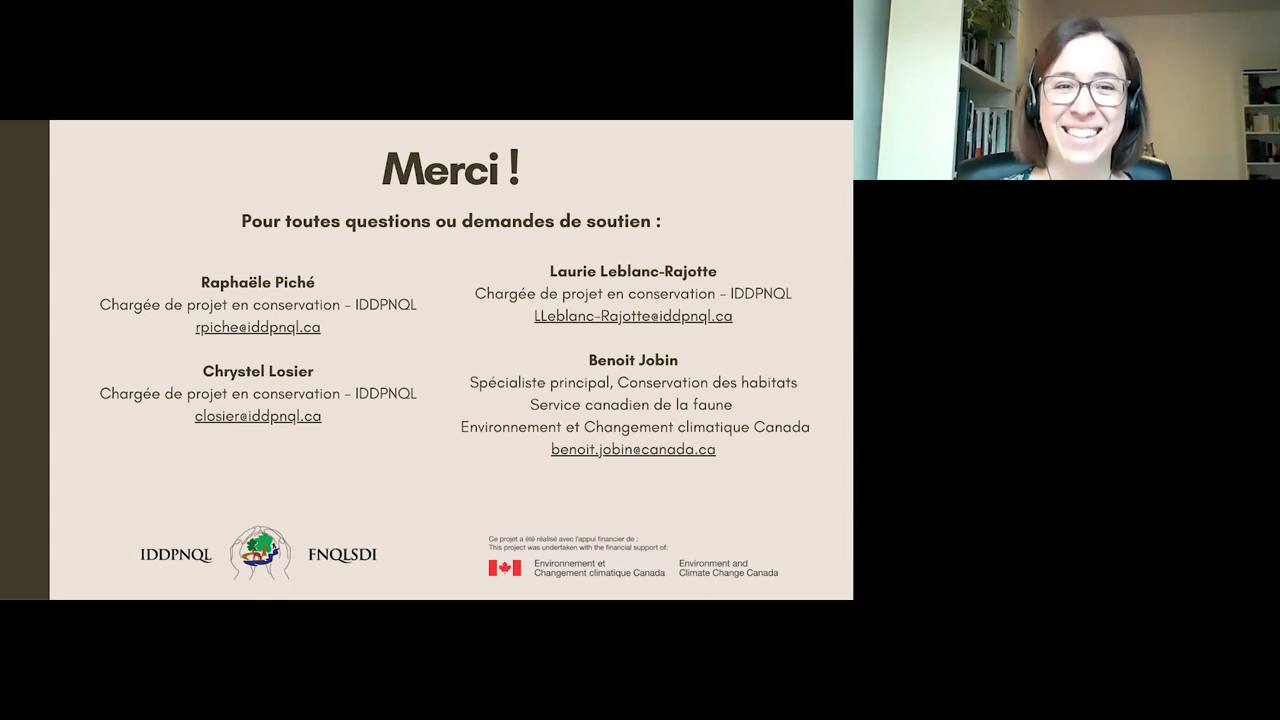 Merci !
Pour toutes questions ou demandes de soutien :
Raphaële Piché
Chargée de projet en conservation - IDDPNQL
rpiche@iddpnql.ca
Chrystel Losier
Chargée de projet en conservation - IDDPNQL
closier@iddpnql.ca
Laurie Leblanc-Rajotte
Chargée de projet en conservation - IDDPNQL
LLeblanc-Rajotte@iddpnql.ca
Benoit Jobin
Spécialiste principal, Conservation des habitats
Service canadien de la faune
Environnement et Changement climatique Canada
benoit.jobin@canada.ca
IDDPNQL
FNQLSDI
Ce projet a été réalisé avec l'appui financier de :
This project was undertaken with the financial support of:
Environnement et
Changement climatique Canada
Environment and
Climate Change Canada